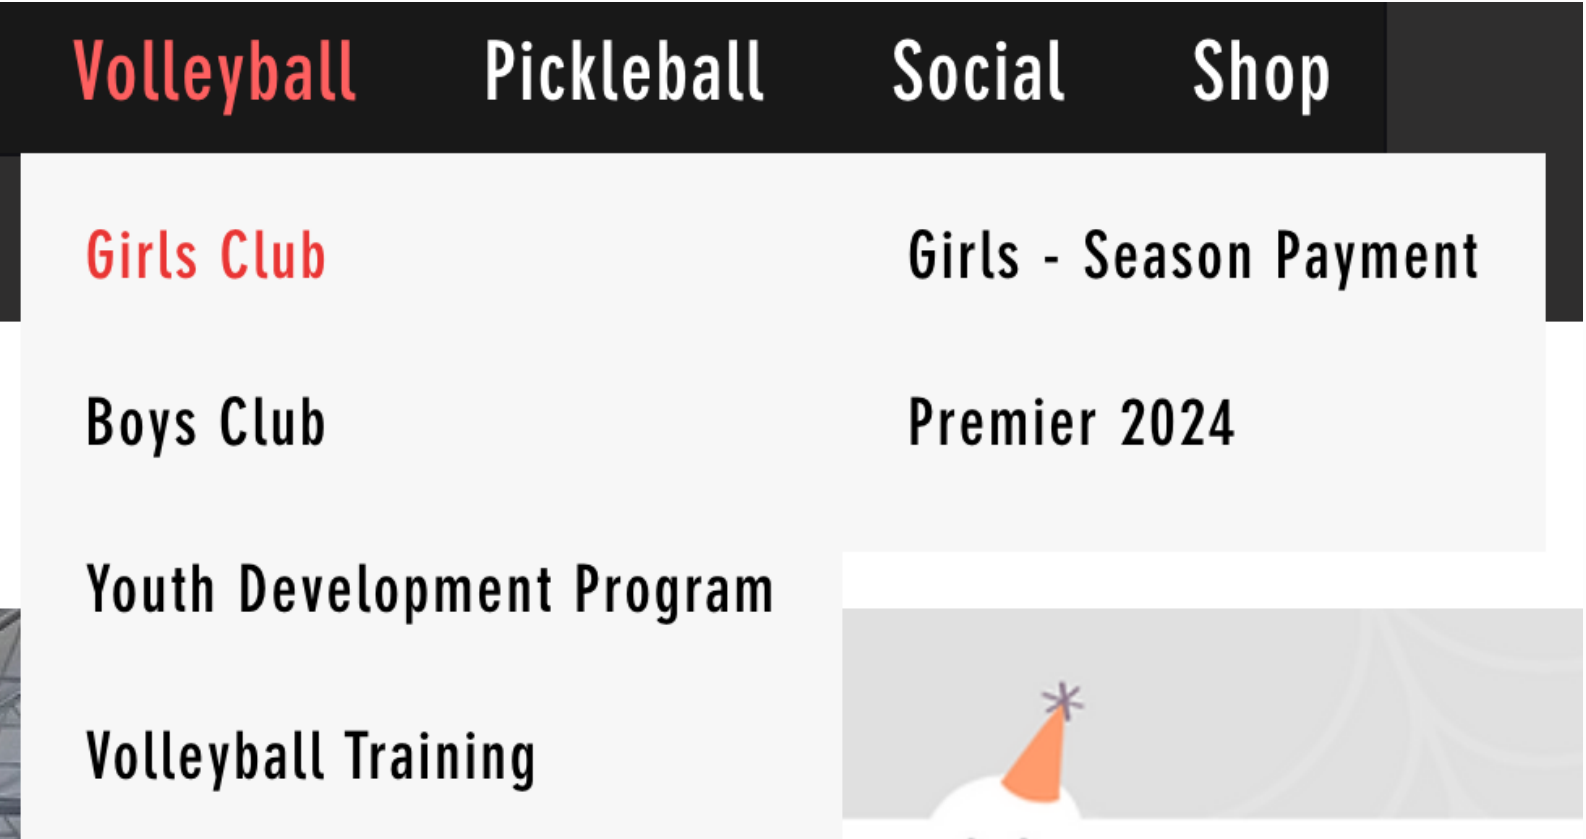 Volleyball Pickleball Social Shop
Girls Club
Boys Club
Youth Development Program
Volleyball Training
Girls - Season Payment
Premier 2024